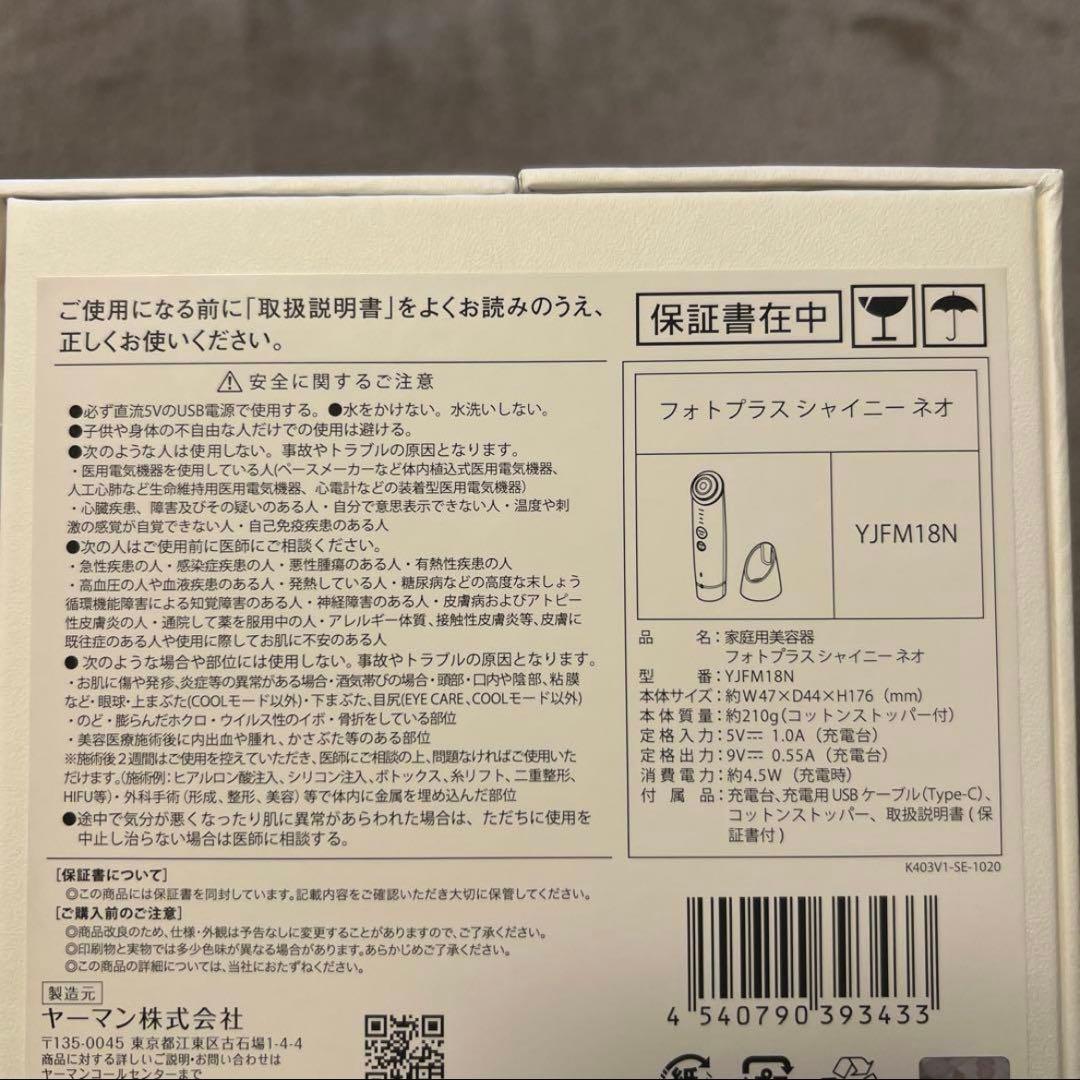 ご使用になる前に「取扱説明書」をよくお読みのうえ、
正しくお使いください。
安全に関するご注意
●必ず直流5VのUSB電源で使用する。●水をかけない。水洗いしない。
●子供や身体の不自由な人だけでの使用は避ける。
●次のような人は使用しない。事故やトラブルの原因となります。
・医用電気機器を使用している人(ペースメーカーなど体内植込式医用電気機器、
人工心肺など生命維持用医用電気機器、心電計などの装着型医用電気機器)
・心臓疾患、障害及びその疑いのある人・自分で意思表示できない人・温度や刺
激の感覚が自覚できない人・自己免疫疾患のある人
●次の人はご使用前に医師にご相談ください。
・急性疾患の人・感染症疾患の人・悪性腫瘍のある人・有熱性疾患の人
・高血圧の人や血液疾患のある人・発熱している人・糖尿病などの高度な末しょう
循環機能障害による知覚障害のある人・神経障害のある人・皮膚病およびアトピー
性皮膚炎の人・通院して薬を服用中の人・アレルギー体質、接触性皮膚炎等、皮膚に
既往症のある人や使用に際してお肌に不安のある人
●次のような場合や部位には使用しない。事故やトラブルの原因となります。
・お肌に傷や発疹、炎症等の異常がある場合・酒気帯びの場合・頭部・口内や陰部、粘膜
など・眼球・上まぶた(COOLモード以外)・下まぶた、目尻(EYE CARE、COOLモード以外)
・のど・膨らんだホクロ・ウイルス性のイボ・骨折をしている部位
・美容医療施術後に内出血や腫れ、かさぶた等のある部位
※施術後2週間はご使用を控えていただき、医師にご相談の上、問題なければご使用いた
だけます。(施術例：ヒアルロン酸注入、シリコン注入、ボトックス、糸リフト、二重整形、
HIFU等)・外科手術(形成、整形、美容)等で体内に金属を埋め込んだ部位
●途中で気分が悪くなったり肌に異常があらわれた場合は、ただちに使用を
中止し治らない場合は医師に相談する。
[保証書について]
◎この商品には保証書を同封しています。記載内容をご確認いただき大切に保管してください。
[ご購入前のご注意]
◎商品改良のため、仕様・外観は予告なしに変更することがありますので、ご了承ください。
◎印刷物と実物では多少色味が異なる場合があります。あらかじめご了承ください。
◎この商品の詳細については、当社におたずねください。
製造元
ヤーマン株式会社
〒135-0045 東京都江東区古石場1-4-4
商品に対する詳しいご説明・お問い合わせは
ヤーマンコールセンターまで
保証書在中
フォトプラス シャイニー ネオ
YJFM18N
品名：家庭用美容器
フォトプラス シャイニー ネオ
型番：YJFM18N
本体サイズ：約W47×D44×H176（mm）
本体質量：約210g（コットンストッパー付）
定格入力：5V⎓ 1.0A（充電台）
定格出力：9V⎓ 0.55A（充電台）
消費電力：約4.5W（充電時）
付属品：充電台、充電用USBケーブル（Type-C）、
コットンストッパー、取扱説明書(保
証書付)
K403V1-SE-1020
4 540790 393433